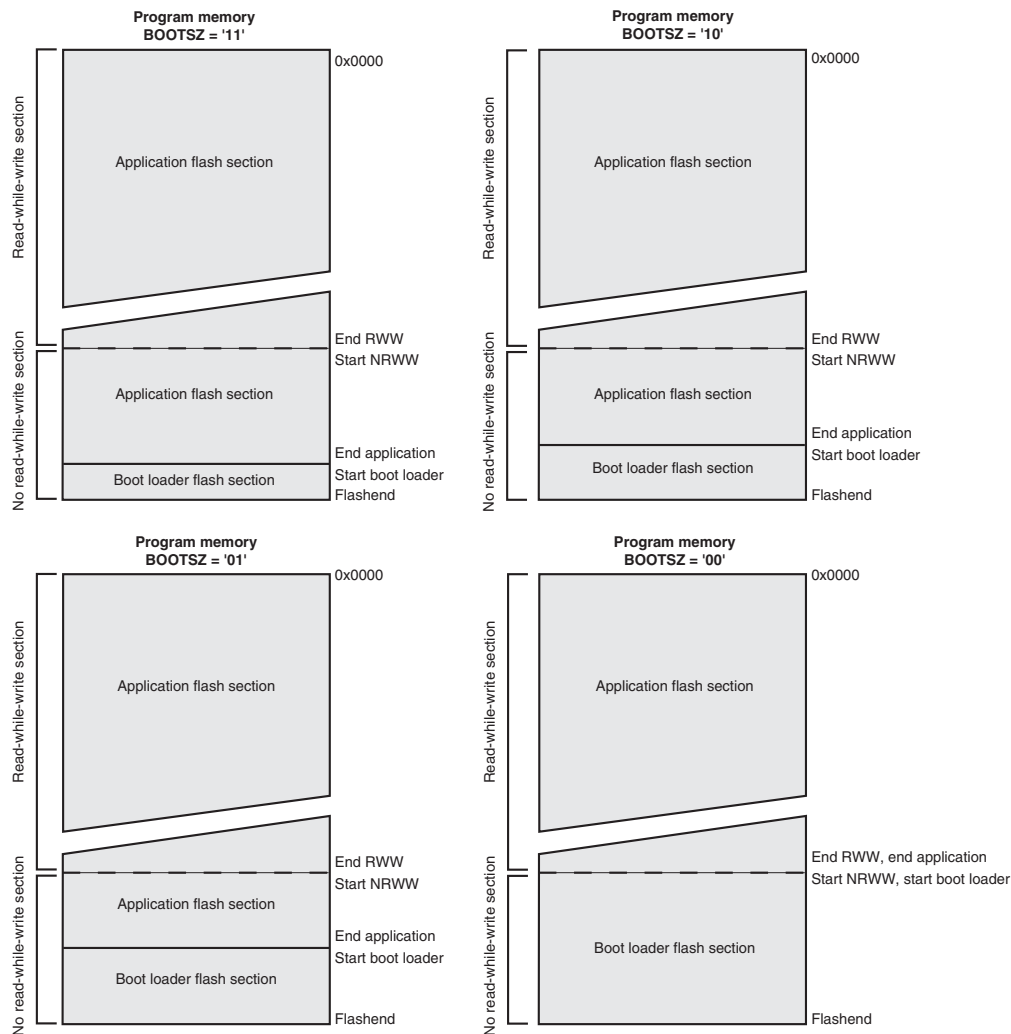 Program memory
BOOTSZ = '11'
0x0000
Read-while-write section
Application flash section
End RWW
Start NRWW
No read-while-write section
Application flash section
End application
Start boot loader
Boot loader flash section
Flashend
Program memory
BOOTSZ = '10'
0x0000
Read-while-write section
Application flash section
End RWW
Start NRWW
No read-while-write section
Application flash section
End application
Start boot loader
Boot loader flash section
Flashend
Program memory
BOOTSZ = '01'
0x0000
Read-while-write section
Application flash section
End RWW
Start NRWW
No read-while-write section
Application flash section
End application
Start boot loader
Boot loader flash section
Flashend
Program memory
BOOTSZ = '00'
0x0000
Read-while-write section
Application flash section
End RWW, end application
Start NRWW, start boot loader
No read-while-write section
Boot loader flash section
Flashend